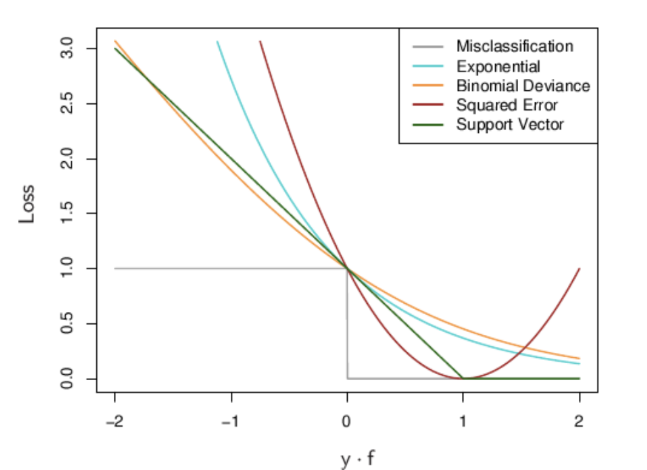 Misclassification
Exponential
Binomial Deviance
Squared Error
Support Vector
Loss
3.0
2.5
2.0
1.5
1.0
0.5
0.0
−2 −1 0 1 2
y · f